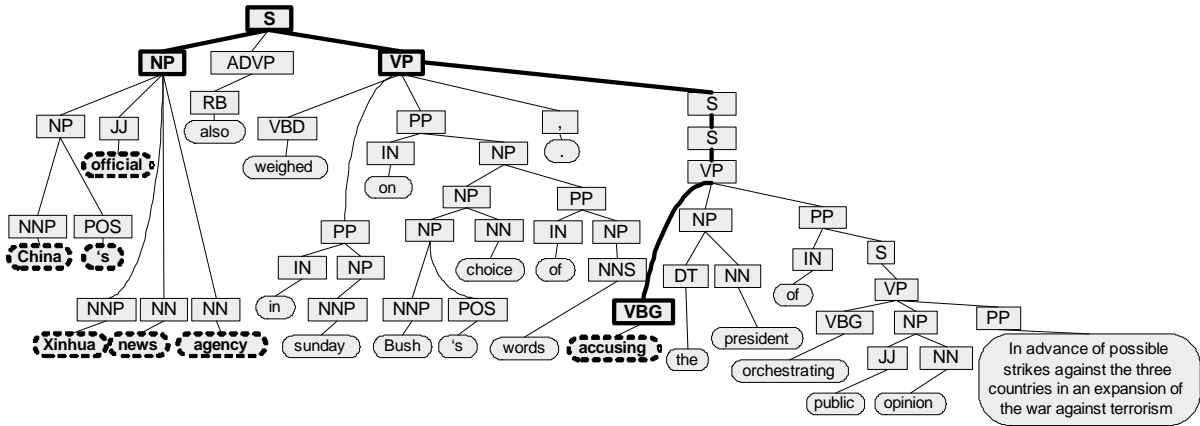 S
NP ADVP VP
S
NP JJ RB VBD PP , S
official also weighed IN NP . VP
on
NP PP NP PP
NNP POS PP NP NN IN NP DT NN IN S
China 's IN NP choice of NNS of VP
in
NNP NN NN NNP NNP POS VBG president VBG NP PP
Xinhua news agency sunday Bush 's words accusing the orchestrating JJ NN
public opinion
In advance of possible
strikes against the three
countries in an expansion of
the war against terrorism